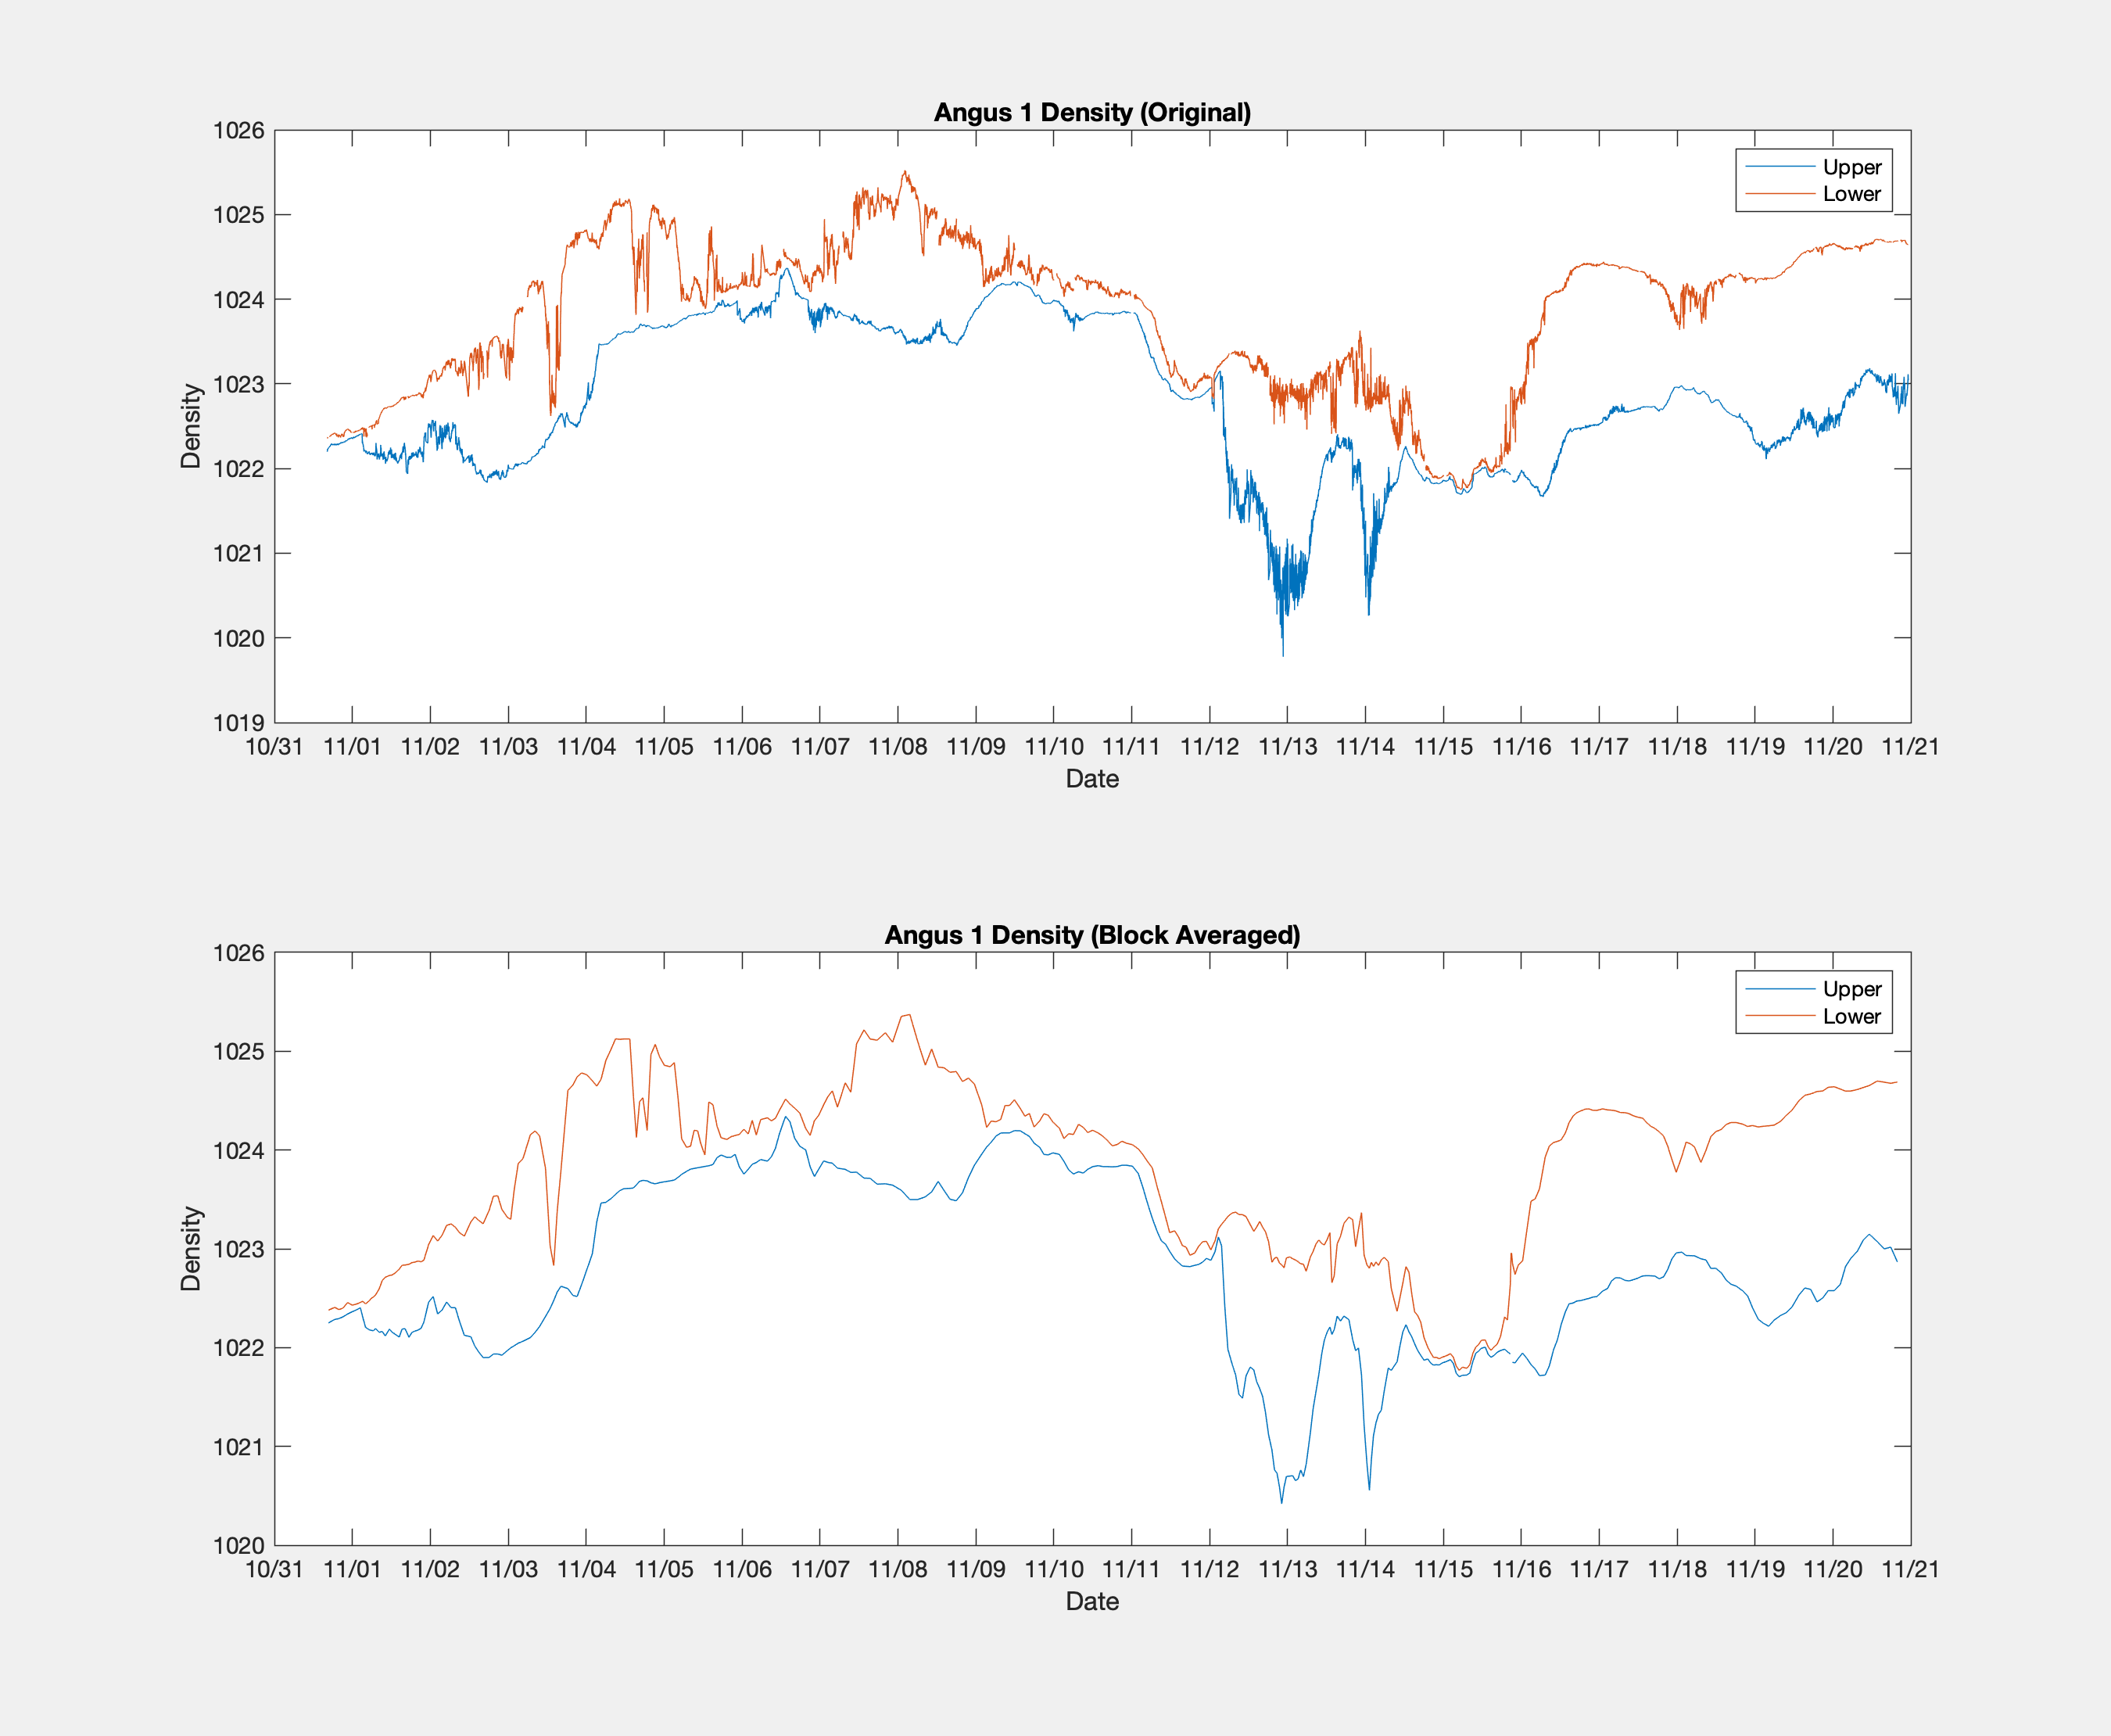 Angus 1 Density (Original)
1026
1025
1024
1023
1022
1021
1020
1019
Density
Upper
Lower
10/31 11/01 11/02 11/03 11/04 11/05 11/06 11/07 11/08 11/09 11/10 11/11 11/12 11/13 11/14 11/15 11/16 11/17 11/18 11/19 11/20 11/21
Date
Angus 1 Density (Block Averaged)
1026
1025
1024
1023
1022
1021
1020
Density
Upper
Lower
10/31 11/01 11/02 11/03 11/04 11/05 11/06 11/07 11/08 11/09 11/10 11/11 11/12 11/13 11/14 11/15 11/16 11/17 11/18 11/19 11/20 11/21
Date